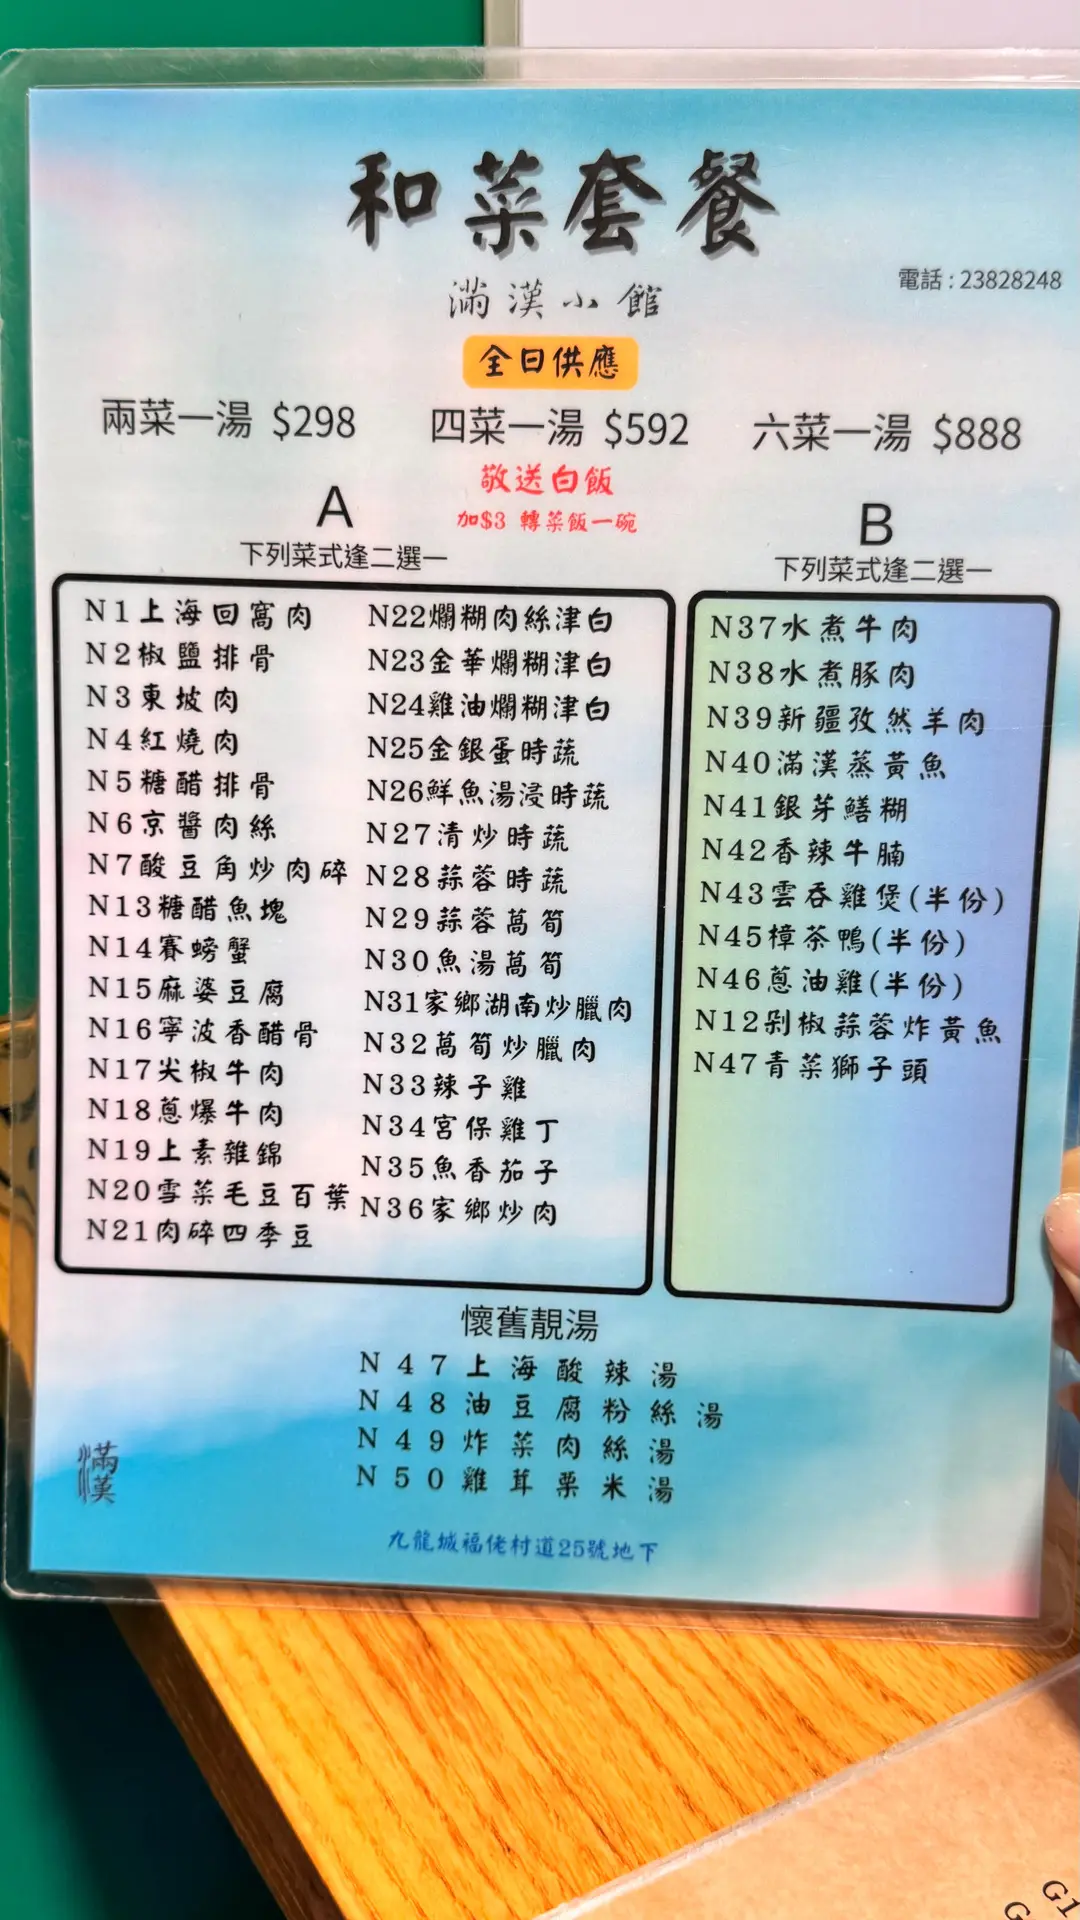 和菜套餐
滿漢小館
電話 : 23828248
全日供應
兩菜一湯 $298
四菜一湯 $592
六菜一湯 $888
敬送白飯
加$3 轉菜飯一碗
A
下列菜式逢二選一
N1上海回窩肉
N2椒鹽排骨
N3東坡肉
N4紅燒肉
N5糖醋排骨
N6京醬肉絲
N7酸豆角炒肉碎
N13糖醋魚塊
N14賽螃蟹
N15麻婆豆腐
N16寧波香醋骨
N17尖椒牛肉
N18蔥爆牛肉
N19上素雜錦
N20雪菜毛豆百葉
N21肉碎四季豆
N22爛糊肉絲津白
N23金華爛糊津白
N24雞油爛糊津白
N25金銀蛋時蔬
N26鮮魚湯浸時蔬
N27清炒時蔬
N28蒜蓉時蔬
N29蒜蓉萵筍
N30魚湯萵筍
N31家鄉湖南炒臘肉
N32萵筍炒臘肉
N33辣子雞
N34宮保雞丁
N35魚香茄子
N36家鄉炒肉
B
下列菜式逢二選一
N37水煮牛肉
N38水煮豚肉
N39新疆孜然羊肉
N40滿漢蒸黃魚
N41銀芽鱔糊
N42香辣牛腩
N43雲吞雞煲(半份)
N45樟茶鴨(半份)
N46蔥油雞(半份)
N12剁椒蒜蓉炸黃魚
N47青菜獅子頭
懷舊靚湯
N47上海酸辣湯
N48油豆腐粉絲湯
N49炸菜肉絲湯
N50雞茸栗米湯
滿漢
九龍城福佬村道25號地下
G1
G